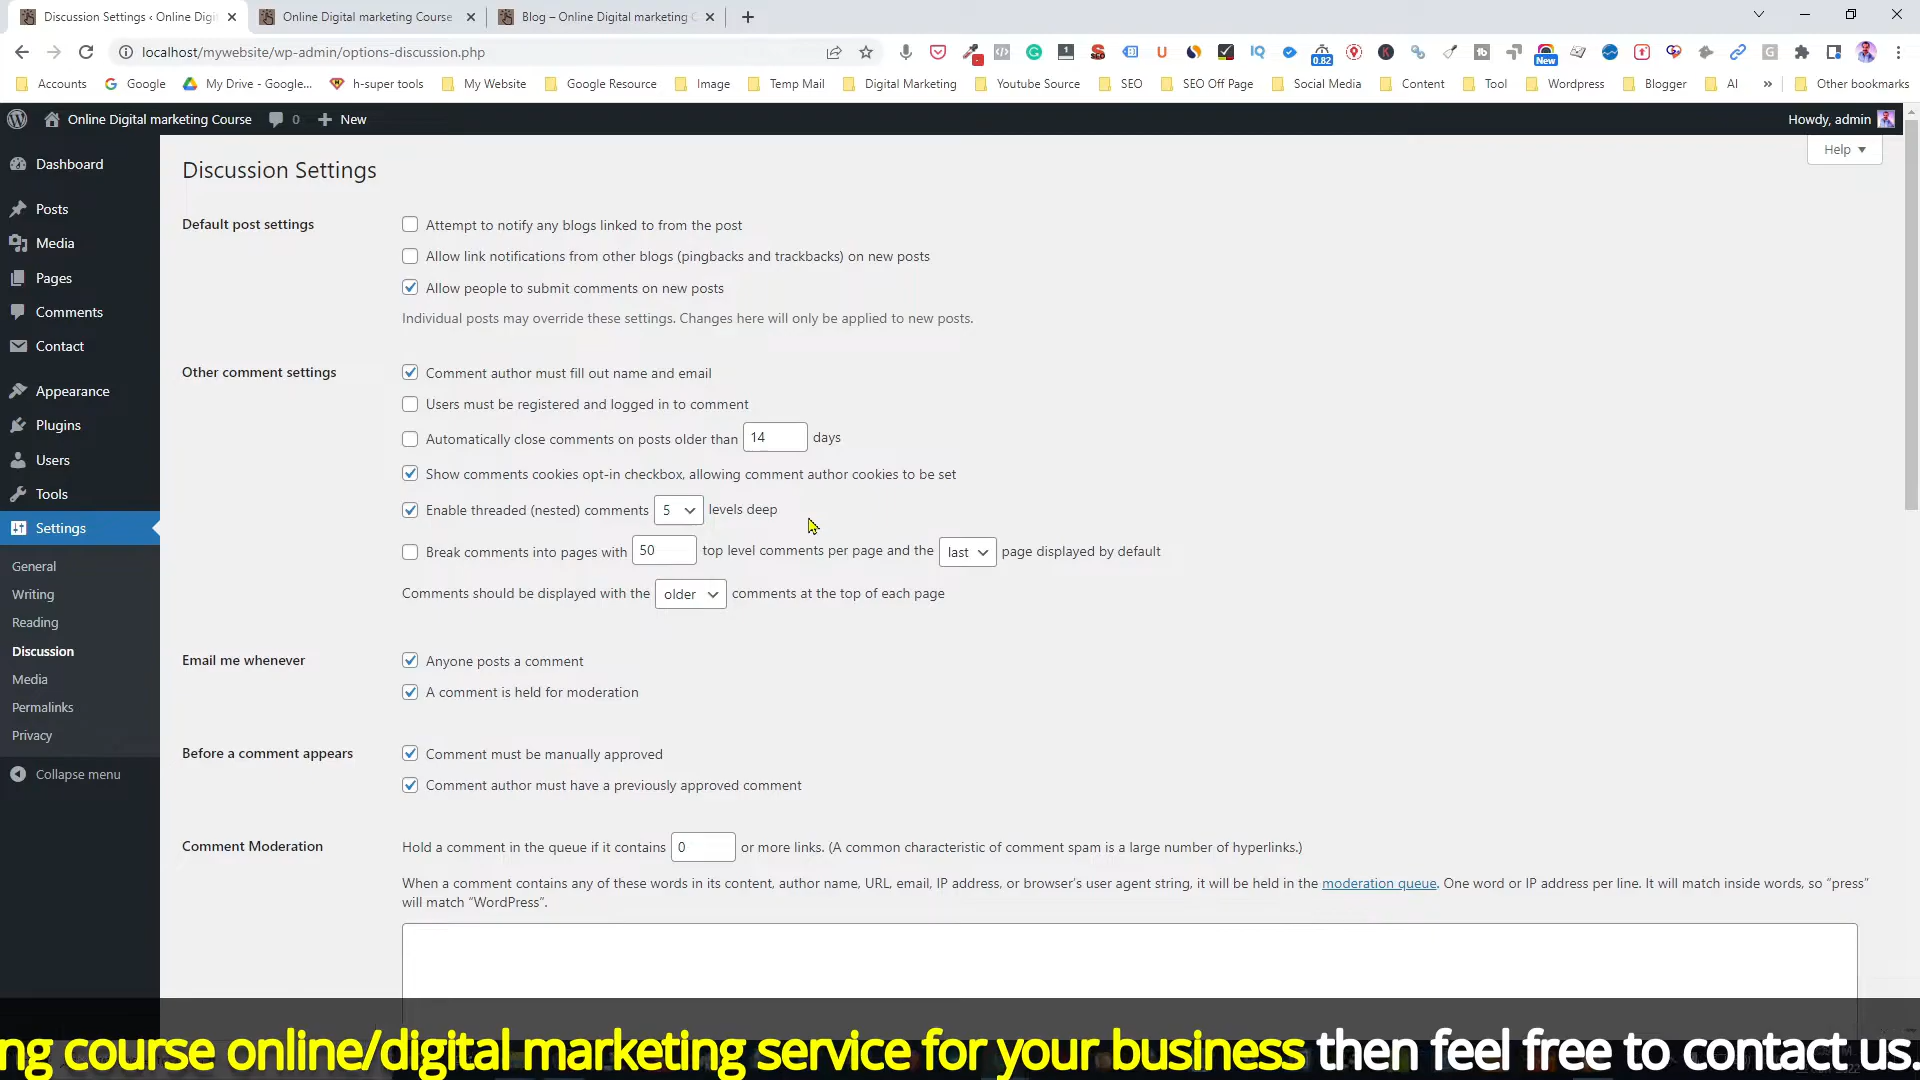 Discussion Settings ‹ Online Digi
Online Digital marketing Course
Blog – Online Digital marketing C
localhost/mywebsite/wp-admin/options-discussion.php
0.82
New
Accounts
Google
My Drive - Google...
h-super tools
My Website
Google Resource
Image
Temp Mail
Digital Marketing
Youtube Source
SEO
SEO Off Page
Social Media
Content
Tool
Wordpress
Blogger
AI
»
Other bookmarks
Online Digital marketing Course
0
New
Howdy, admin
Help
Dashboard
Posts
Media
Pages
Comments
Contact
Appearance
Plugins
Users
Tools
Settings
General
Writing
Reading
Discussion
Media
Permalinks
Privacy
Collapse menu
Discussion Settings
Default post settings
Attempt to notify any blogs linked to from the post
Allow link notifications from other blogs (pingbacks and trackbacks) on new posts
Allow people to submit comments on new posts
Individual posts may override these settings. Changes here will only be applied to new posts.
Other comment settings
Comment author must fill out name and email
Users must be registered and logged in to comment
Automatically close comments on posts older than 14 days
Show comments cookies opt-in checkbox, allowing comment author cookies to be set
Enable threaded (nested) comments 5 levels deep
Break comments into pages with 50 top level comments per page and the last page displayed by default
Comments should be displayed with the older comments at the top of each page
Email me whenever
Anyone posts a comment
A comment is held for moderation
Before a comment appears
Comment must be manually approved
Comment author must have a previously approved comment
Comment Moderation
Hold a comment in the queue if it contains 0 or more links. (A common characteristic of comment spam is a large number of hyperlinks.)
When a comment contains any of these words in its content, author name, URL, email, IP address, or browser’s user agent string, it will be held in the moderation queue. One word or IP address per line. It will match inside words, so “press”
will match “WordPress”.
ng course online/digital marketing service for your business then feel free to contact us.